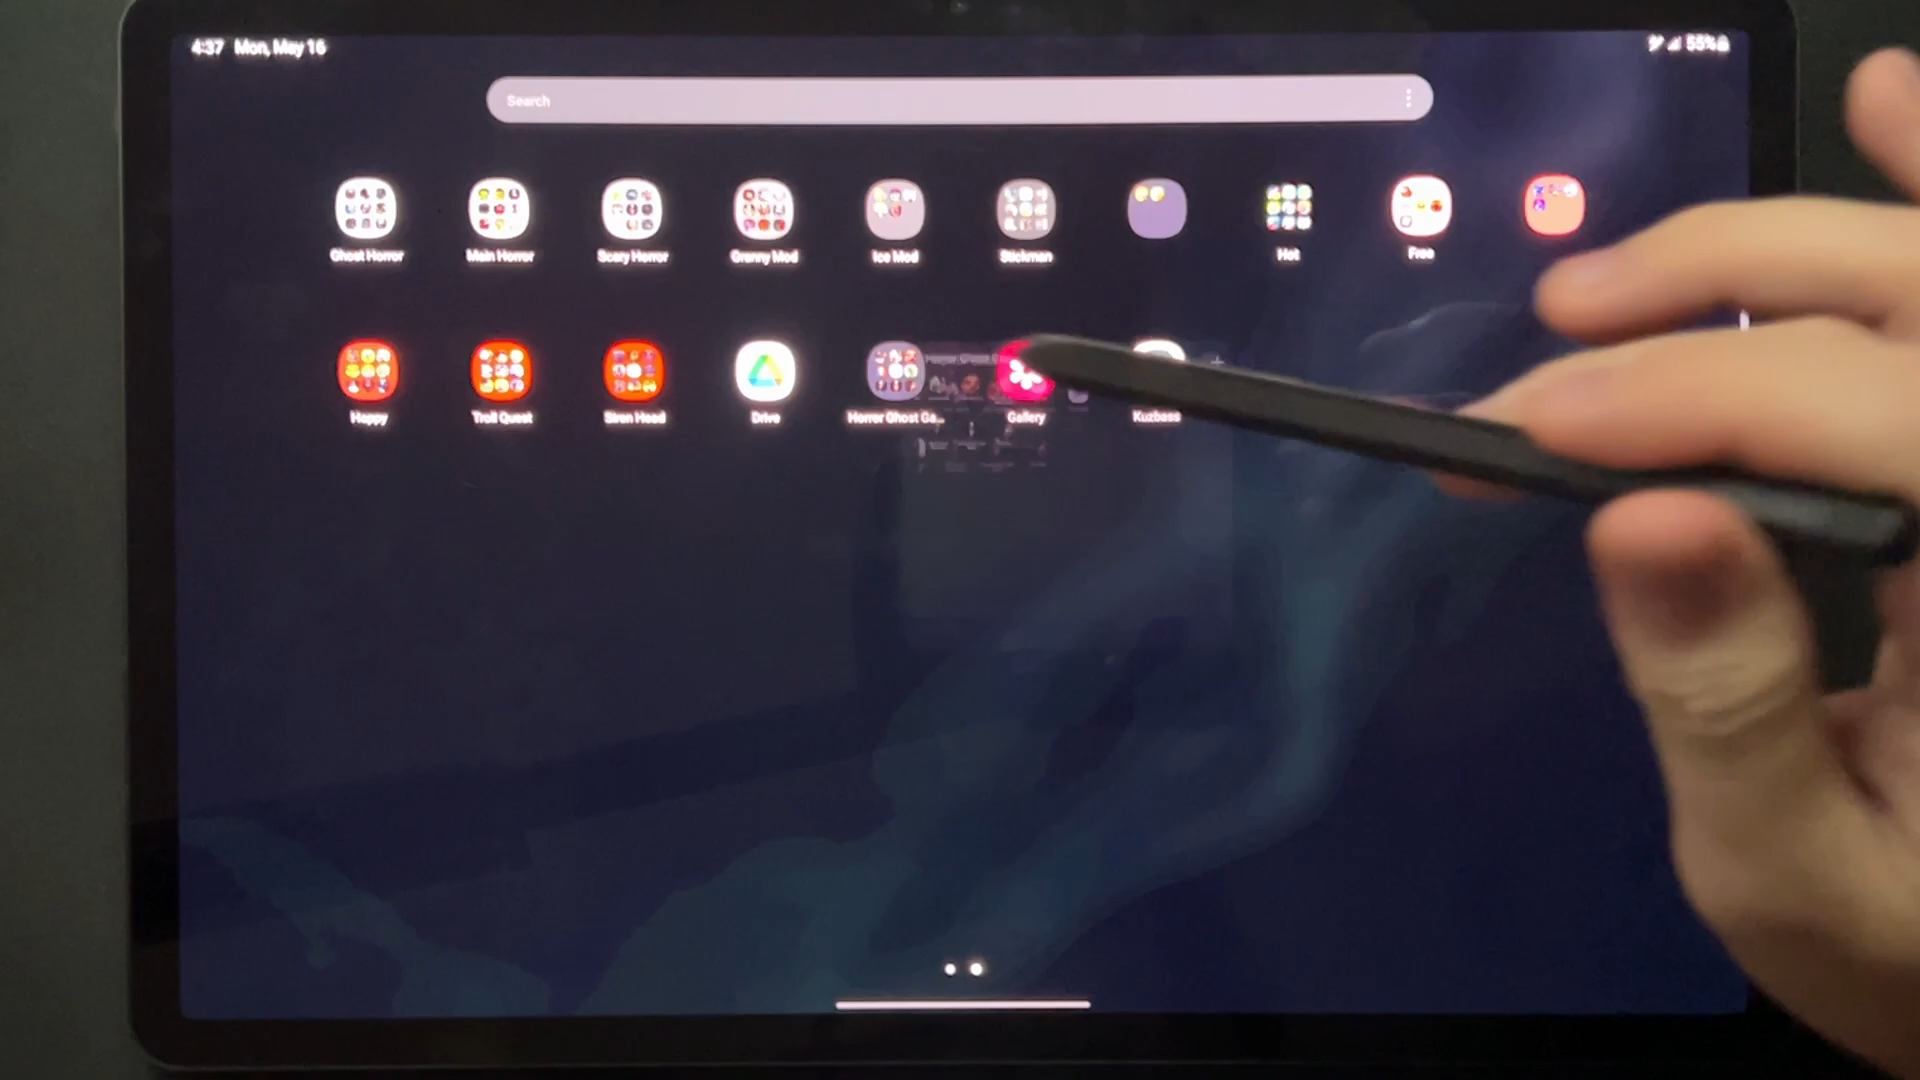 4:37 Mon, May 16
55%
Search
Ghost Horror
Main Horror
Scary Horror
Granny Mod
Ice Mod
Stickman
Hot
Free
Happy
Troll Quest
Siren Head
Drive
Horror Ghost Ga...
Gallery
Kuzbass